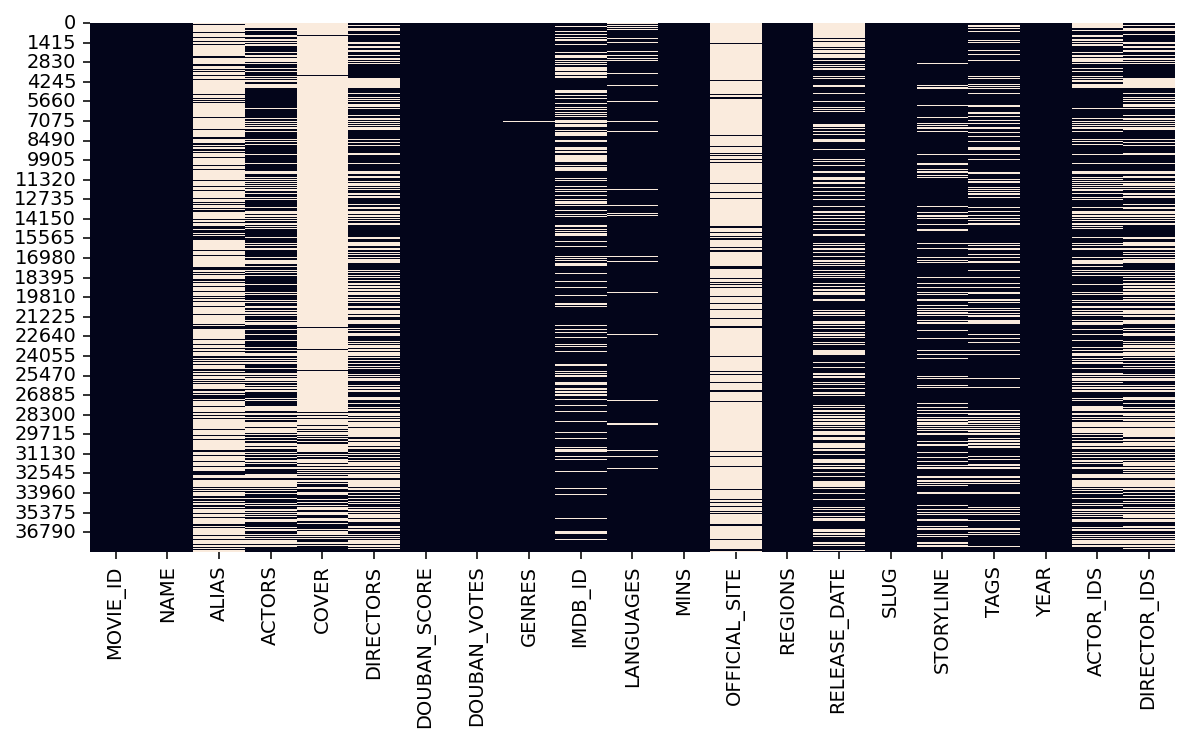 0
1415
2830
4245
5660
7075
8490
9905
11320
12735
14150
15565
16980
18395
19810
21225
22640
24055
25470
26885
28300
29715
31130
32545
33960
35375
36790
MOVIE_ID
NAME
ALIAS
ACTORS
COVER
DIRECTORS
DOUBAN_SCORE
DOUBAN_VOTES
GENRES
IMDB_ID
LANGUAGES
MINS
OFFICIAL_SITE
REGIONS
RELEASE_DATE
SLUG
STORYLINE
TAGS
YEAR
ACTOR_IDS
DIRECTOR_IDS